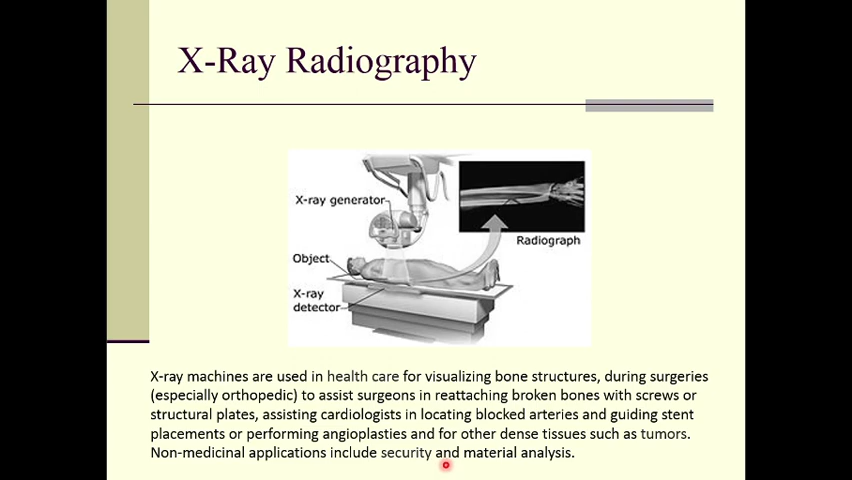 X-Ray Radiography
X-ray generator
Radiograph
Object
X-ray
detector
X-ray machines are used in health care for visualizing bone structures, during surgeries
(especially orthopedic) to assist surgeons in reattaching broken bones with screws or
structural plates, assisting cardiologists in locating blocked arteries and guiding stent
placements or performing angioplasties and for other dense tissues such as tumors.
Non-medicinal applications include security and material analysis.